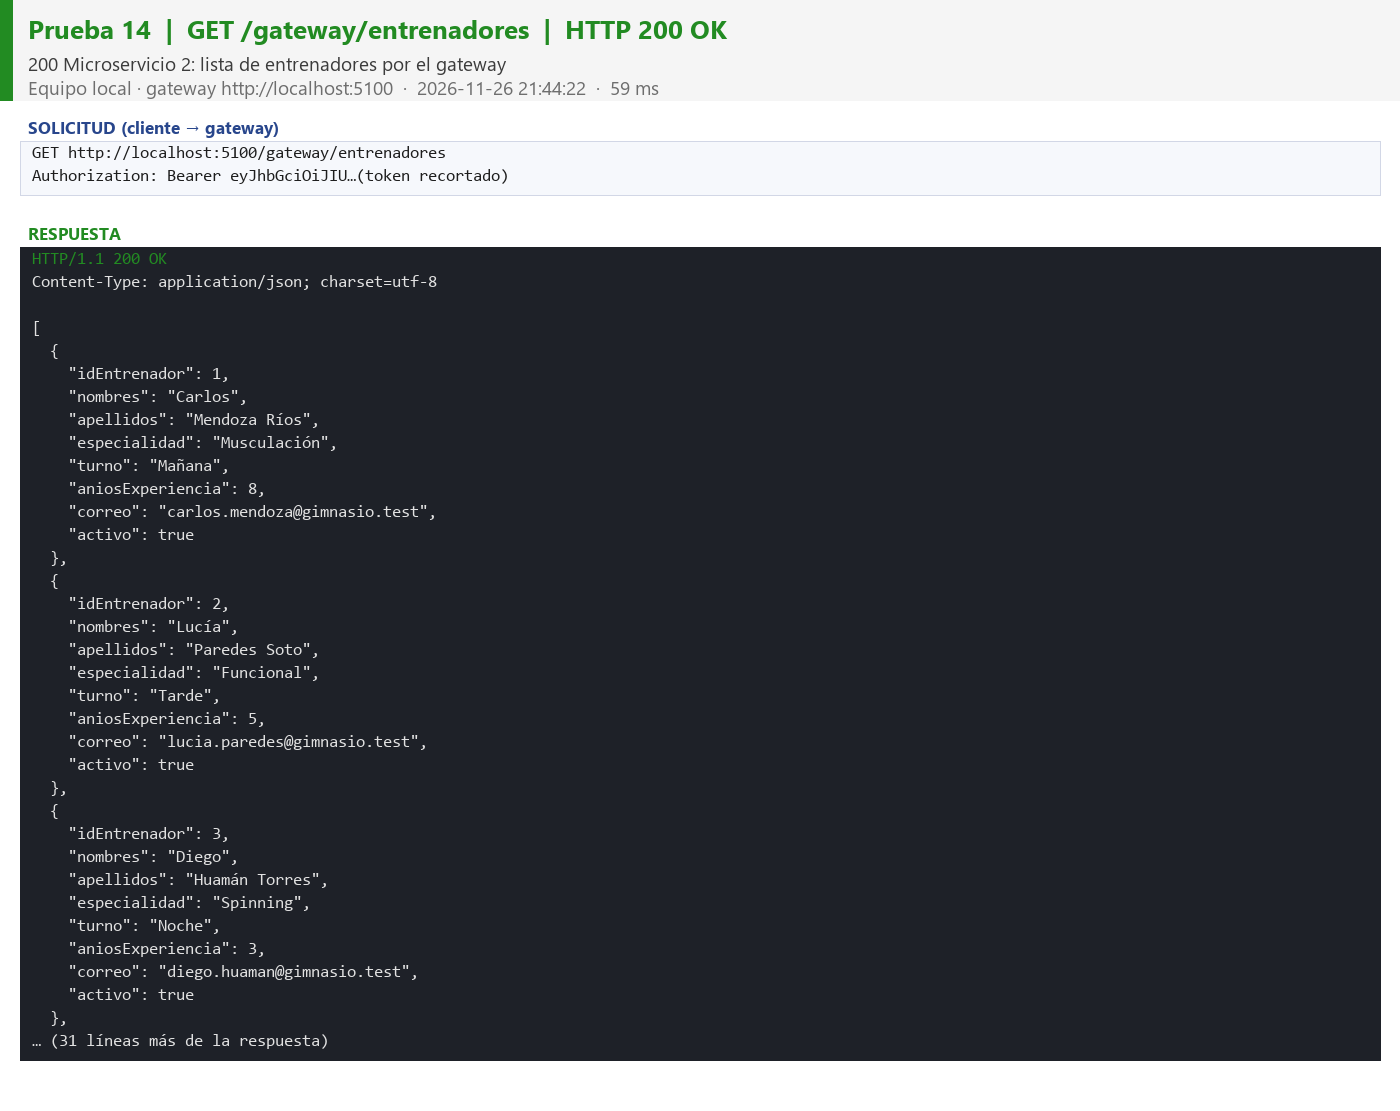 Prueba 14 | GET /gateway/entrenadores | HTTP 200 OK
200 Microservicio 2: lista de entrenadores por el gateway
Equipo local · gateway http://localhost:5100 · 2026-11-26 21:44:22 · 59 ms
SOLICITUD (cliente → gateway)
GET http://localhost:5100/gateway/entrenadores
Authorization: Bearer eyJhbGciOiJIU…(token recortado)
RESPUESTA
HTTP/1.1 200 OK
Content-Type: application/json; charset=utf-8
[
  {
    "idEntrenador": 1,
    "nombres": "Carlos",
    "apellidos": "Mendoza Ríos",
    "especialidad": "Musculación",
    "turno": "Mañana",
    "aniosExperiencia": 8,
    "correo": "carlos.mendoza@gimnasio.test",
    "activo": true
  },
  {
    "idEntrenador": 2,
    "nombres": "Lucía",
    "apellidos": "Paredes Soto",
    "especialidad": "Funcional",
    "turno": "Tarde",
    "aniosExperiencia": 5,
    "correo": "lucia.paredes@gimnasio.test",
    "activo": true
  },
  {
    "idEntrenador": 3,
    "nombres": "Diego",
    "apellidos": "Huamán Torres",
    "especialidad": "Spinning",
    "turno": "Noche",
    "aniosExperiencia": 3,
    "correo": "diego.huaman@gimnasio.test",
    "activo": true
  },
… (31 líneas más de la respuesta)